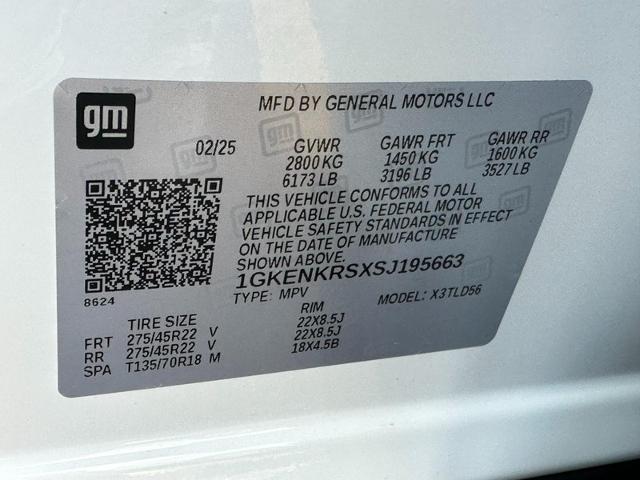 gm
MFD BY GENERAL MOTORS LLC
02/25 GVWR GAWR FRT GAWR RR
2800 KG 1450 KG 1600 KG
6173 LB 3196 LB 3527 LB
THIS VEHICLE CONFORMS TO ALL
APPLICABLE U.S. FEDERAL MOTOR
VEHICLE SAFETY STANDARDS IN EFFECT
ON THE DATE OF MANUFACTURE
SHOWN ABOVE.
1GKENKRSXSJ195663
8624
TYPE: MPV MODEL: X3TLD56
TIRE SIZE RIM
FRT 275/45R22 V 22X8.5J
RR 275/45R22 V 22X8.5J
SPA T135/70R18 M 18X4.5B